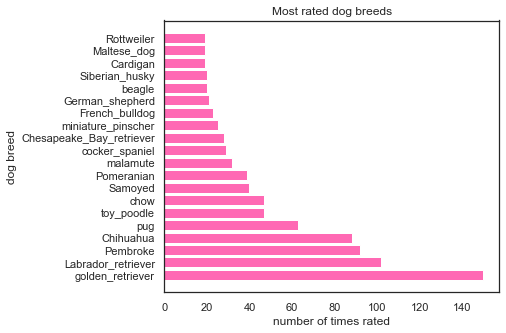 Most rated dog breeds
dog breed
Rottweiler
Maltese_dog
Cardigan
Siberian_husky
beagle
German_shepherd
French_bulldog
miniature_pinscher
Chesapeake_Bay_retriever
cocker_spaniel
malamute
Pomeranian
Samoyed
chow
toy_poodle
pug
Chihuahua
Pembroke
Labrador_retriever
golden_retriever
0 20 40 60 80 100 120 140
number of times rated